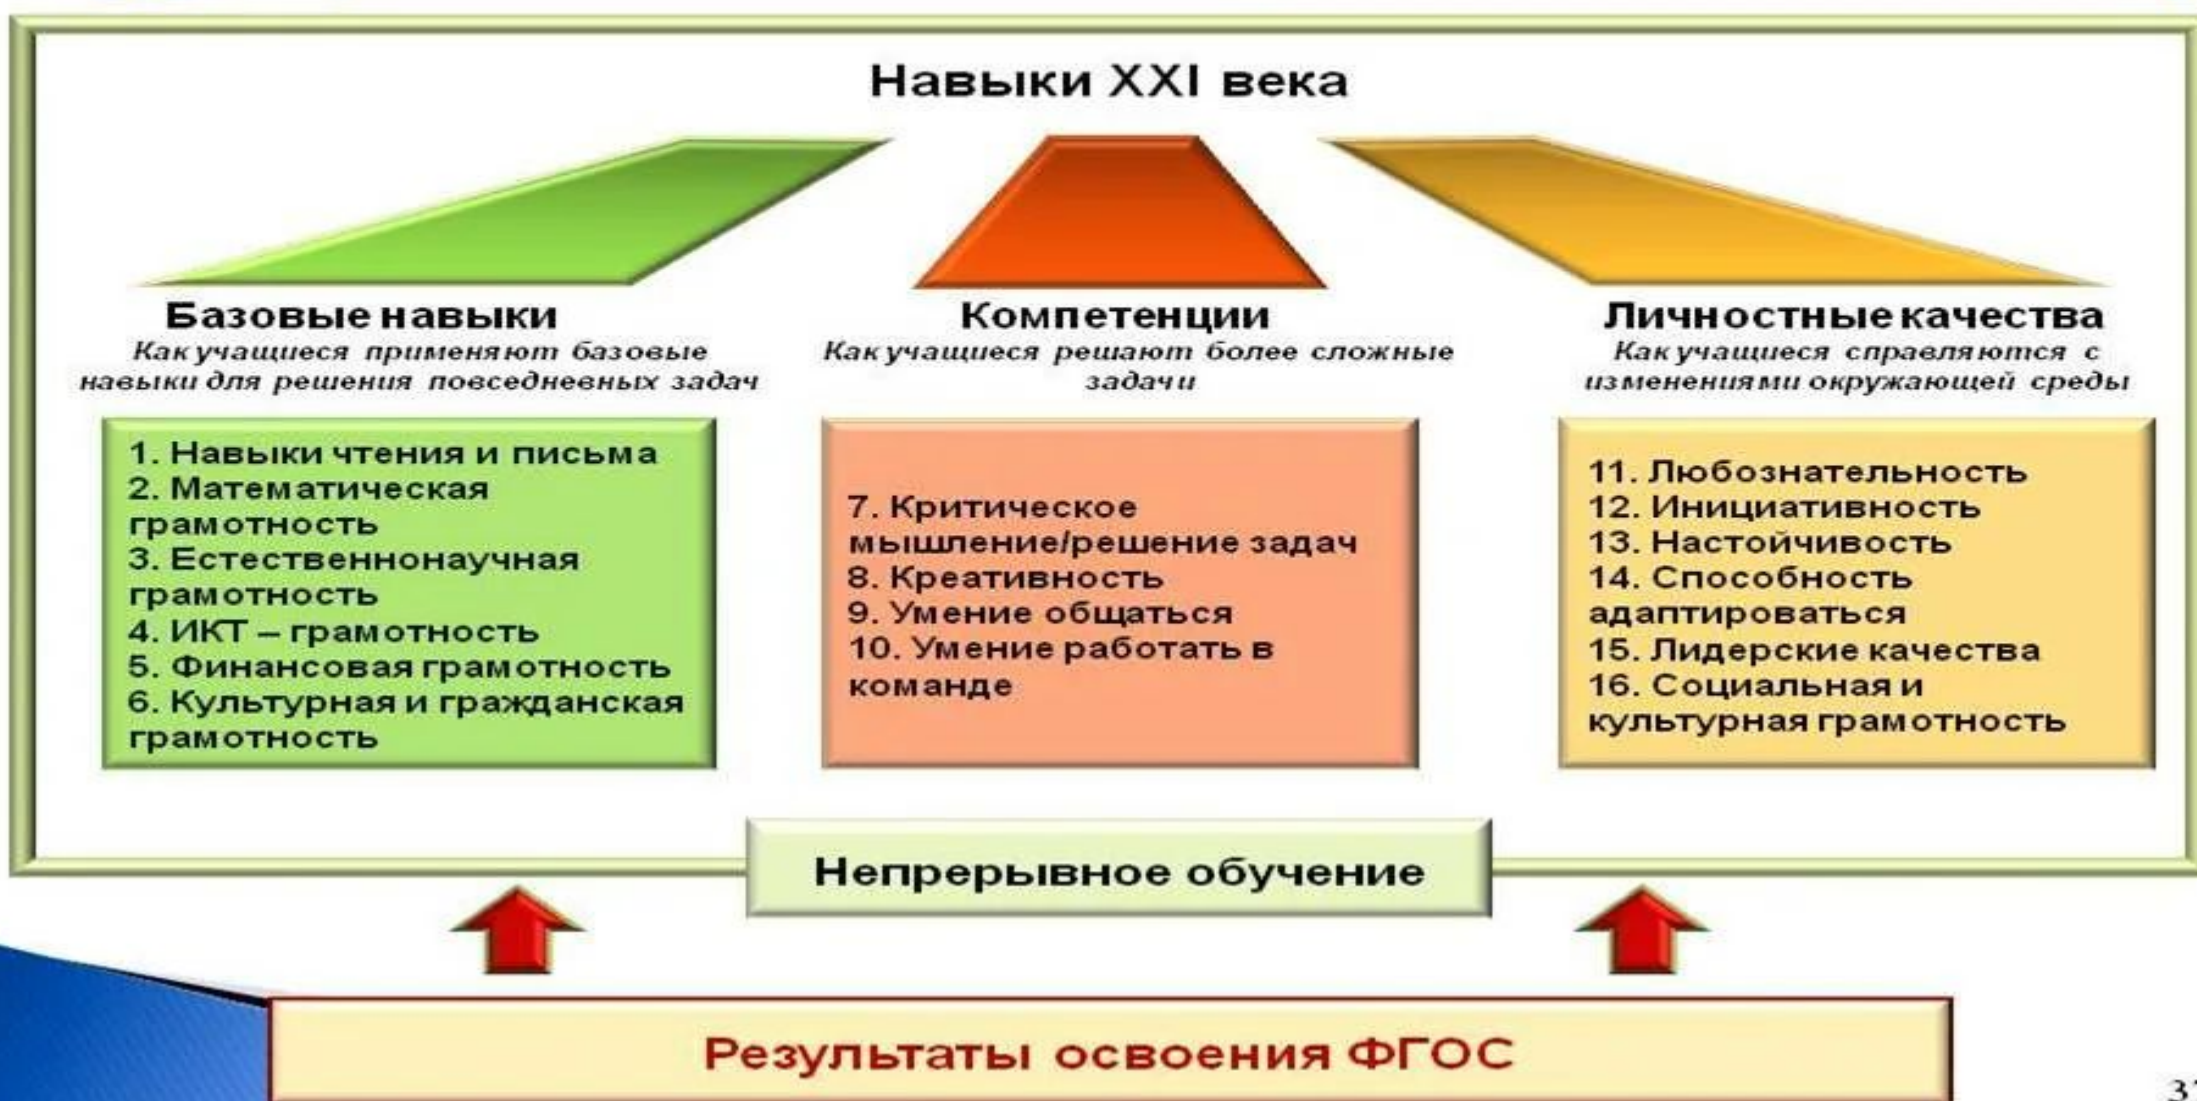 Навыки XXI века
Базовые навыки
Как учащиеся применяют базовые
навыки для решения повседневных задач
1. Навыки чтения и письма
2. Математическая
грамотность
3. Естественнонаучная
грамотность
4. ИКТ – грамотность
5. Финансовая грамотность
6. Культурная и гражданская
грамотность
Компетенции
Как учащиеся решают более сложные
задачи
7. Критическое
мышление/решение задач
8. Креативность
9. Умение общаться
10. Умение работать в
команде
Личностные качества
Как учащиеся справляются с
изменениями окружающей среды
11. Любознательность
12. Инициативность
13. Настойчивость
14. Способность
адаптироваться
15. Лидерские качества
16. Социальная и
культурная грамотность
Непрерывное обучение
Результаты освоения ФГОС